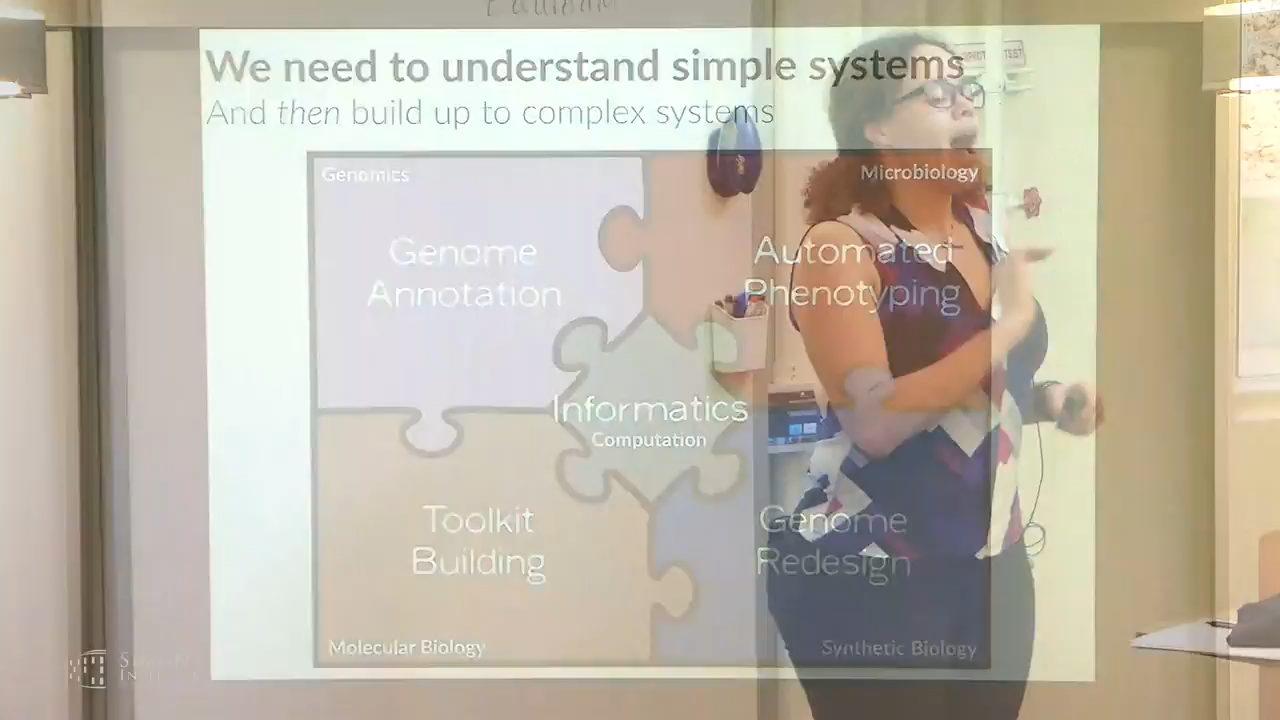 We need to understand simple systems
And then build up to complex systems
Genomics
Microbiology
Genome
Annotation
Automated
Phenotyping
Informatics
Computation
Toolkit
Building
Genome
Redesign
Molecular Biology
Synthetic Biology